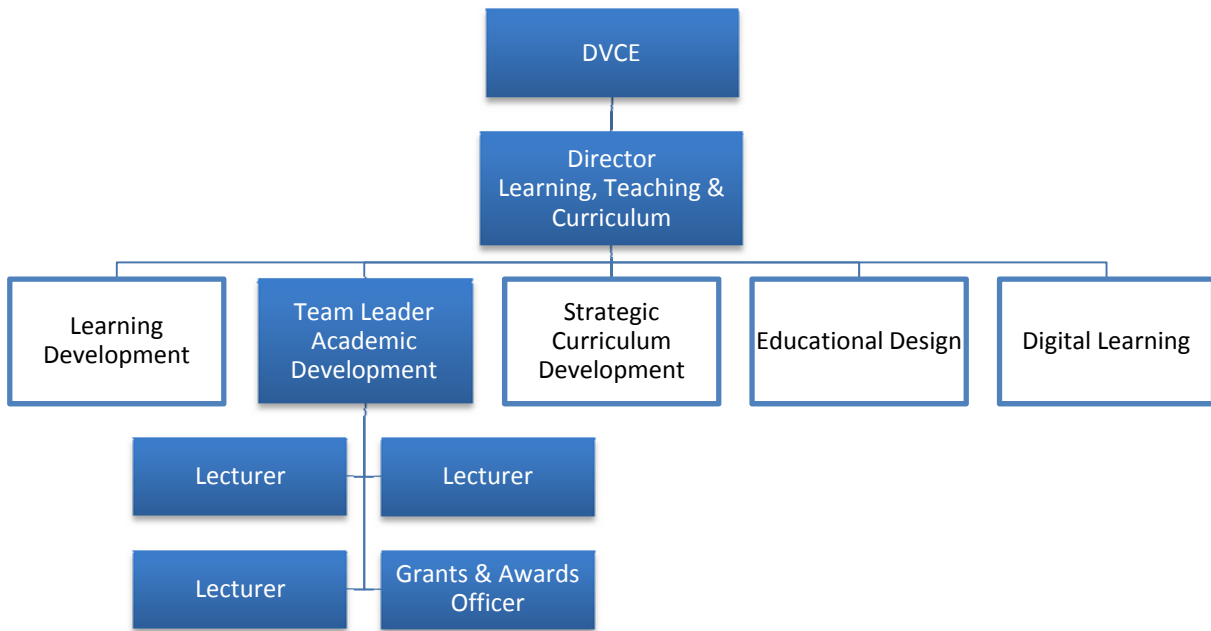 DVCE
Director
Learning, Teaching &
Curriculum
Learning
Development
Team Leader
Academic
Development
Strategic
Curriculum
Development
Educational Design
Digital Learning
Lecturer
Lecturer
Lecturer
Grants & Awards
Officer